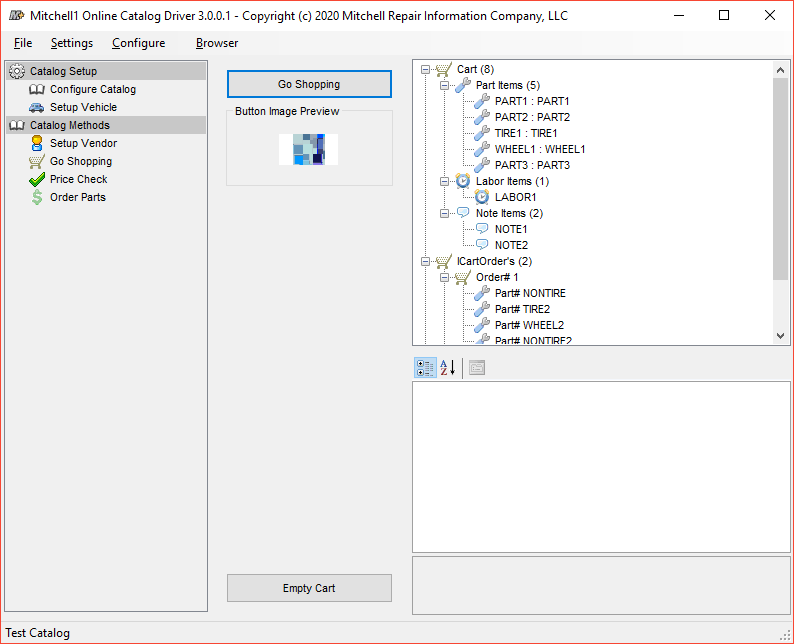 Mitchell1 Online Catalog Driver 3.0.0.1 - Copyright (c) 2020 Mitchell Repair Information Company, LLC
File Settings Configure Browser
Catalog Setup
Configure Catalog
Setup Vehicle
Catalog Methods
Setup Vendor
Go Shopping
Price Check
Order Parts
Go Shopping
Button Image Preview
Empty Cart
Cart (8)
Part Items (5)
PART1 : PART1
PART2 : PART2
TIRE1 : TIRE1
WHEEL1 : WHEEL1
PART3 : PART3
Labor Items (1)
LABOR1
Note Items (2)
NOTE1
NOTE2
ICartOrder's (2)
Order# 1
Part# NONTIRE
Part# TIRE2
Part# WHEEL2
Part# NONTIRE2
Test Catalog